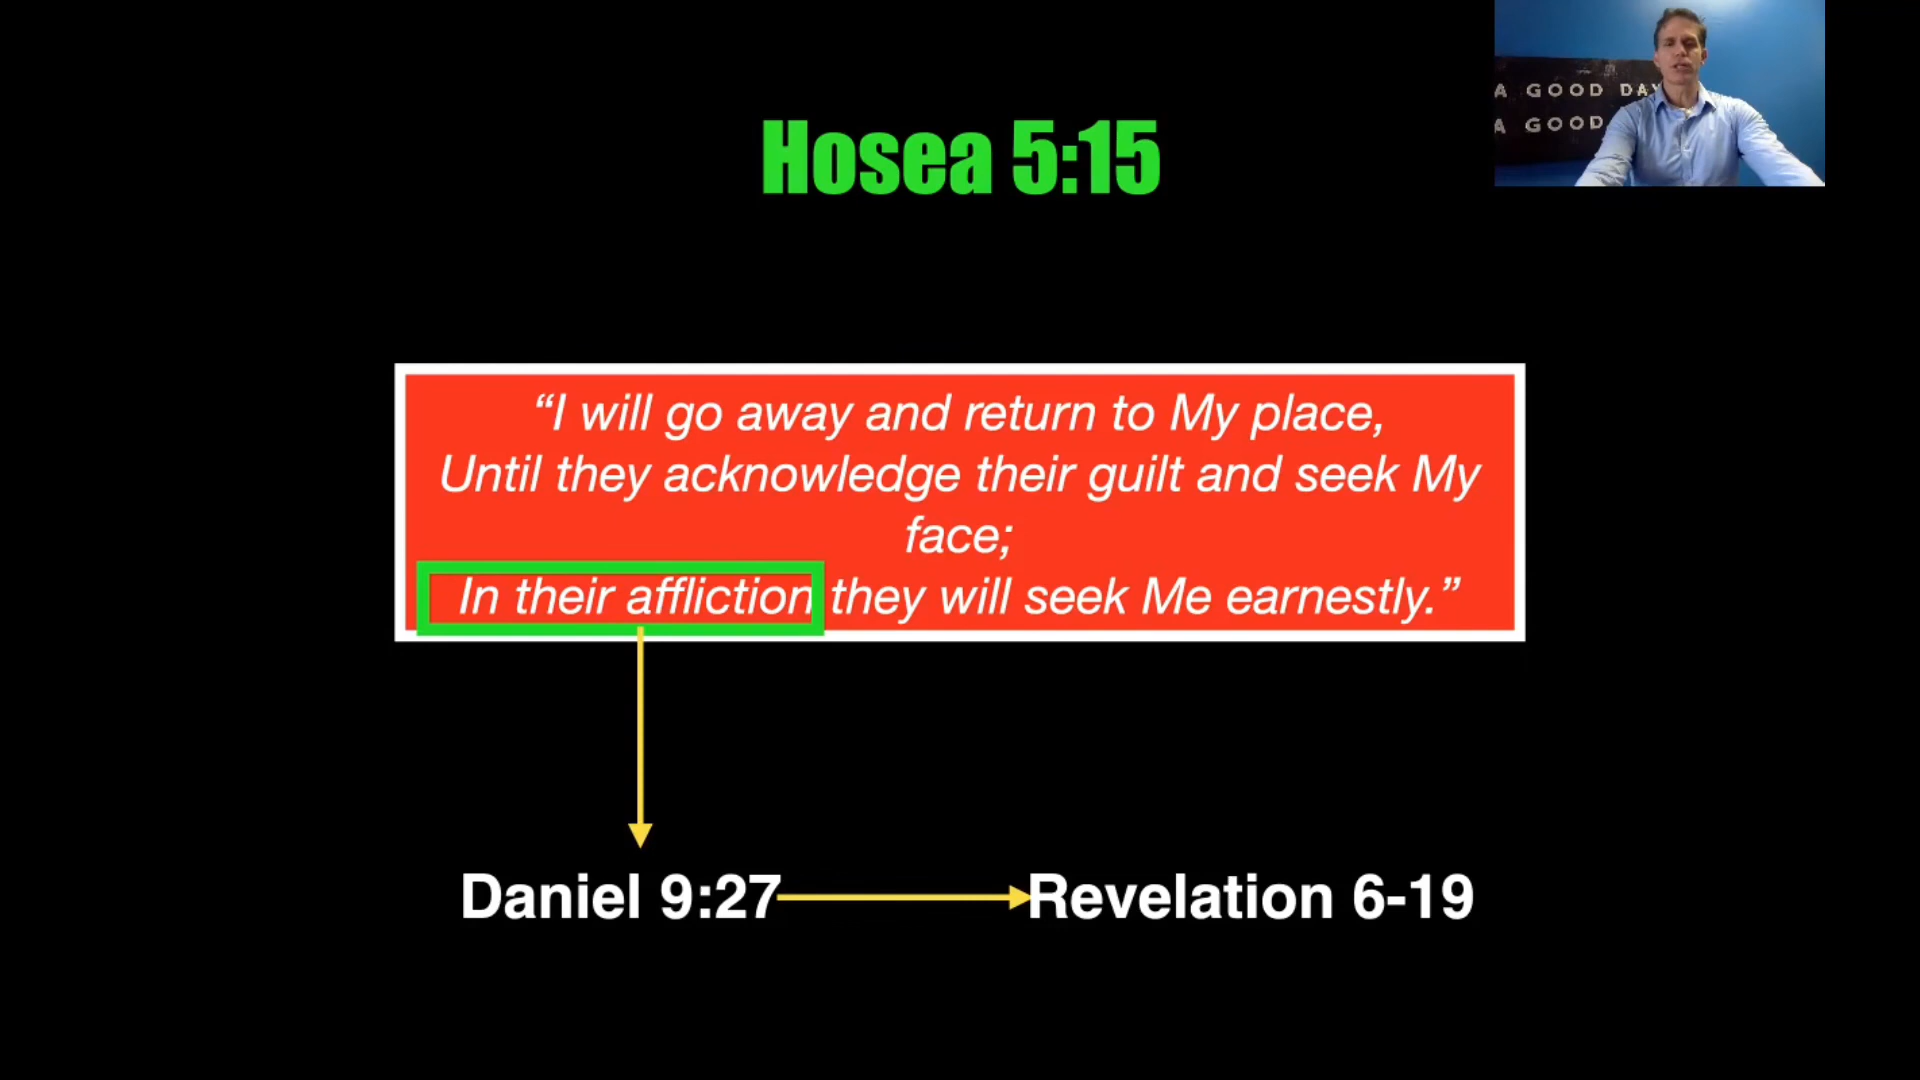 Hosea 5:15
A GOOD DAY
A GOOD
“I will go away and return to My place,
Until they acknowledge their guilt and seek My
face;
In their affliction they will seek Me earnestly.”
Daniel 9:27
Revelation 6-19